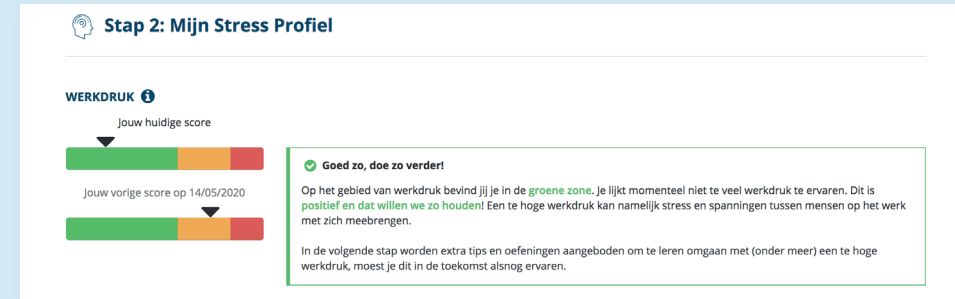 Stap 2: Mijn Stress Profiel
WERKDRUK
Jouw huidige score
Jouw vorige score op 14/05/2020
Goed zo, doe zo verder!
Op het gebied van werkdruk bevind jij je in de groene zone. Je lijkt momenteel niet te veel werkdruk te ervaren. Dit is
positief en dat willen we zo houden! Een te hoge werkdruk kan namelijk stress en spanningen tussen mensen op het werk
met zich meebrengen.
In de volgende stap worden extra tips en oefeningen aangeboden om te leren omgaan met (onder meer) een te hoge
werkdruk, moest je dit in de toekomst alsnog ervaren.